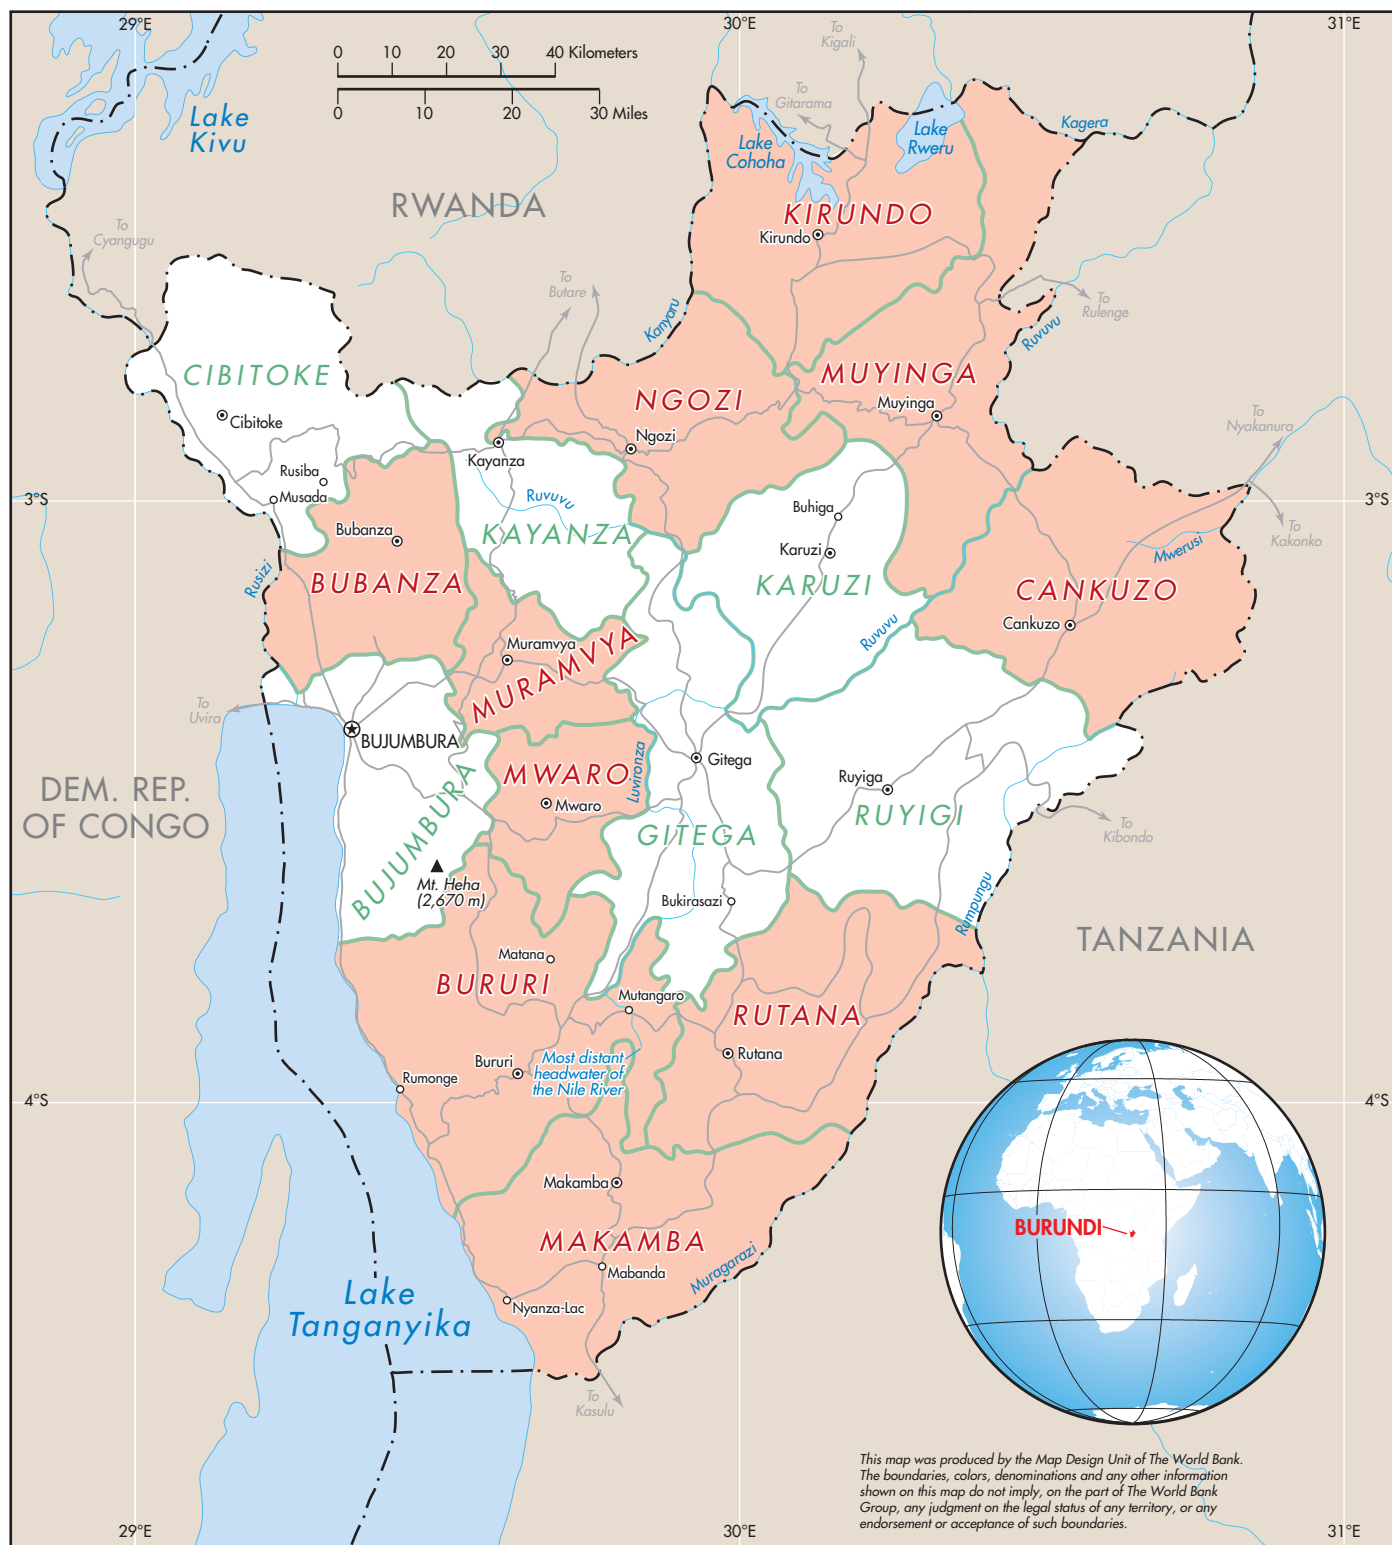 29°E
30°E
31°E
0 10 20 30 40 Kilometers
0 10 20 30 Miles
To
Kigali
To
Gitarama
Lake
Kivu
Lake
Cohoha
Lake
Rweru
Kagera
RWANDA
KIRUNDO
Kirundo
To
Cyangugu
To
Butare
Kanyaru
To
Rulenge
Ruvuvu
CIBITOKE
Cibitoke
NGOZI
Ngozi
MUYINGA
Muyinga
To
Nyakanura
Kayanza
Rusiba
Musada
3°S
3°S
Ruvuvu
KAYANZA
Buhiga
Karuzi
KARUZI
To
Kakonko
Mwerusi
Bubanza
BUBANZA
Rusizi
CANKUZO
Cankuzo
Ruvuvu
Muramvya
MURAMVYA
To
Uvira
BUJUMBURA
BUJUMBURA
DEM. REP.
OF CONGO
MWARO
Mwaro
Luvironza
Gitega
GITEGA
Ruyiga
RUYIGI
To
Kibondo
Mt. Heha
(2,670 m)
Bukirasazi
Rumpungu
TANZANIA
Matana
BURURI
Mutangaro
RUTANA
Rutana
Bururi
Most distant
headwater of
the Nile River
Rumonge
4°S
4°S
Makamba
MAKAMBA
Mabanda
Muragarazi
Nyanza-Lac
Lake
Tanganyika
To
Kasulu
BURUNDI
This map was produced by the Map Design Unit of The World Bank.
The boundaries, colors, denominations and any other information
shown on this map do not imply, on the part of The World Bank
Group, any judgment on the legal status of any territory, or any
endorsement or acceptance of such boundaries.
29°E
30°E
31°E